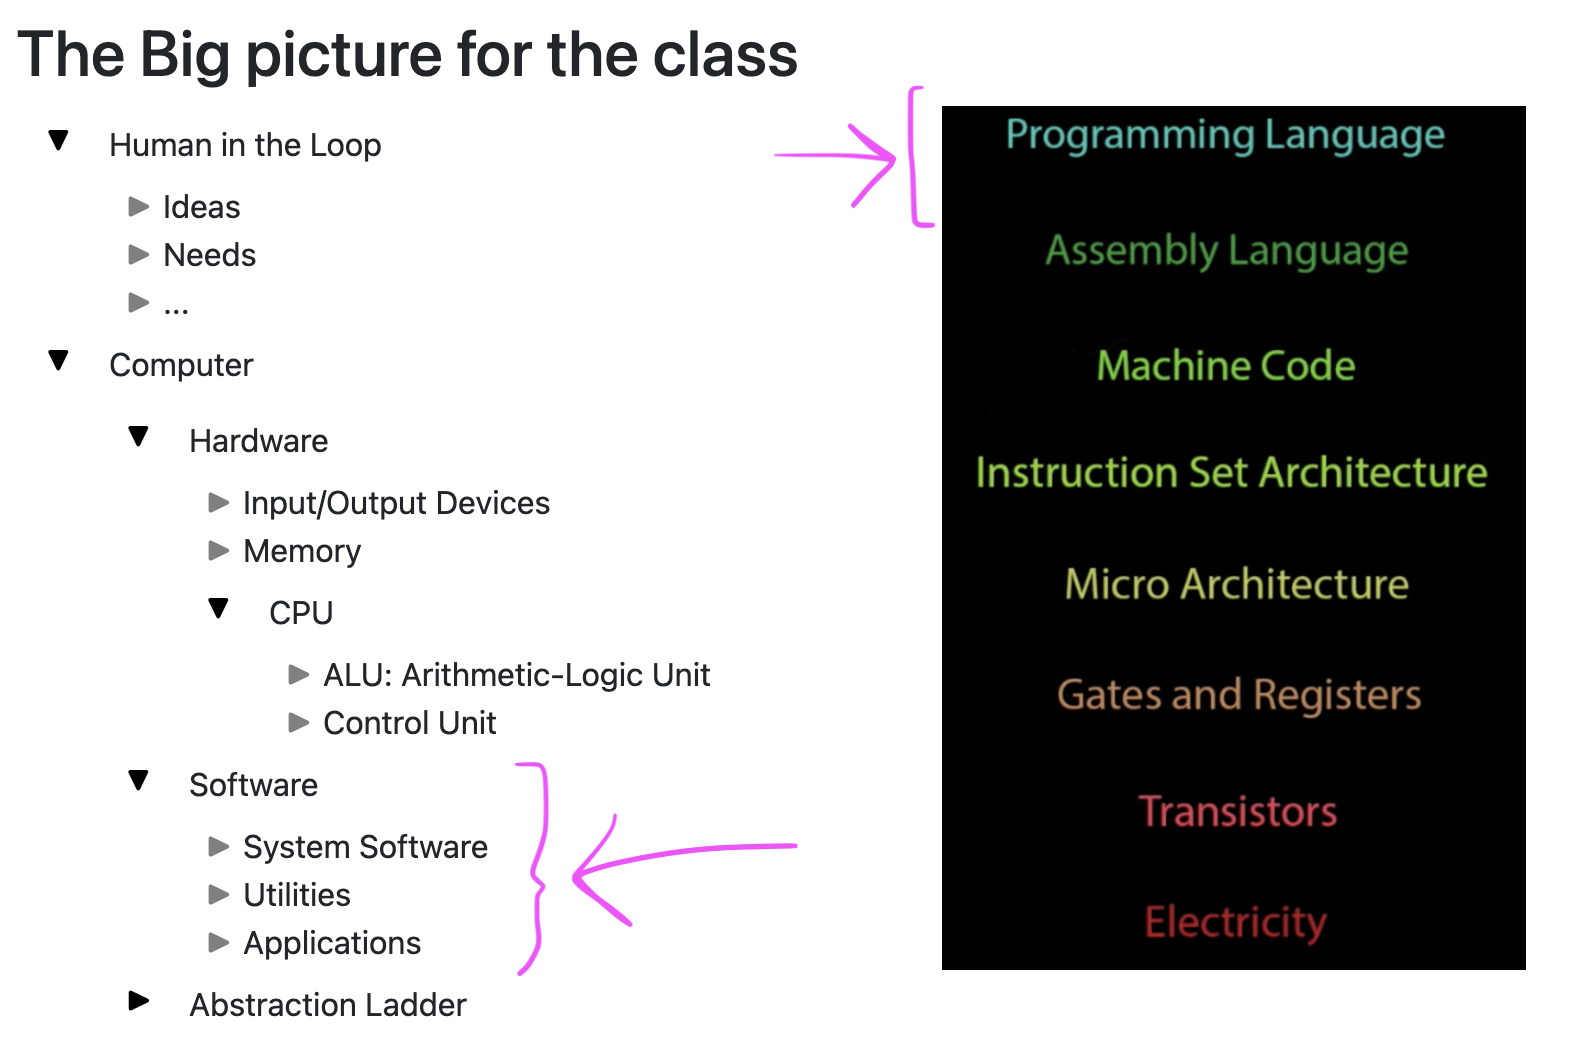 The Big picture for the class
Human in the Loop
Ideas
Needs
...
Computer
Hardware
Input/Output Devices
Memory
CPU
ALU: Arithmetic-Logic Unit
Control Unit
Software
System Software
Utilities
Applications
Abstraction Ladder
Programming Language
Assembly Language
Machine Code
Instruction Set Architecture
Micro Architecture
Gates and Registers
Transistors
Electricity